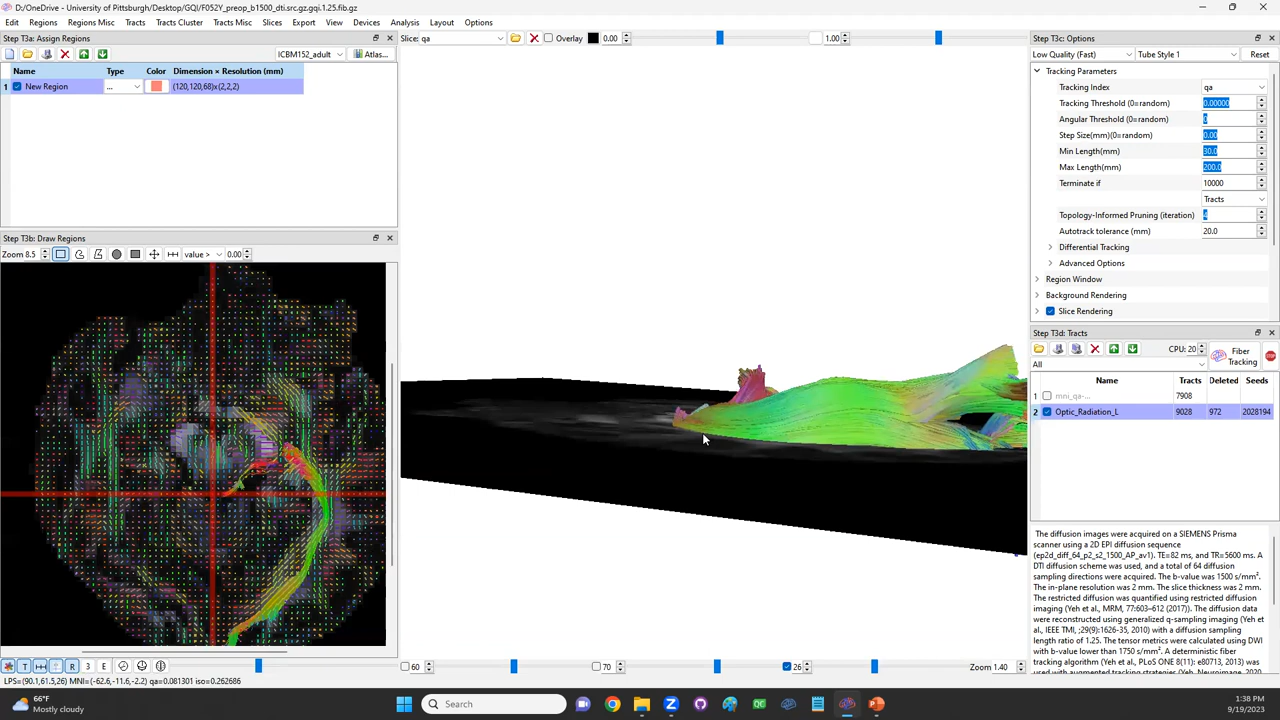 D:/OneDrive - University of Pittsburgh/Desktop/GQI/F052Y_preop_b1500_dti.src.gz.gqi.1.25.fib.gz
Edit Regions Regions Misc Tracts Tracts Cluster Tracts Misc Slices Export View Devices Analysis Layout Options
Step T3a: Assign Regions
ICBM152_adult Atlas...
Name Type Color Dimension × Resolution (mm)
1 New Region ... (120,120,68)x(2,2,2)
Step T3b: Draw Regions
Zoom 8.5 value > 0.00
R 3 E
LPS=(90.1,61.5,26) MNI=(-62.6,-11.6,-2.2) qa=0.081301 iso=0.262686
Slice: qa Overlay 0.00 1.00
60 70 26 Zoom 1.40
Step T3c: Options
Low Quality (Fast) Tube Style 1 Reset
Tracking Parameters
Tracking Index qa
Tracking Threshold (0=random) 0.00000
Angular Threshold (0=random) 0
Step Size(mm)(0=random) 0.00
Min Length(mm) 30.0
Max Length(mm) 200.0
Terminate if 10000
Tracts
Topology-Informed Pruning (iteration) 4
Autotrack tolerance (mm) 20.0
Differential Tracking
Advanced Options
Region Window
Background Rendering
Slice Rendering
Step T3d: Tracts
CPU: 20 Fiber Tracking
All
Name Tracts Deleted Seeds
1 mni_qa-... 7908
2 Optic_Radiation_L 9028 972 2028194
The diffusion images were acquired on a SIEMENS Prisma
scanner using a 2D EPI diffusion sequence
(ep2d_diff_64_p2_s2_1500_AP_av1). TE=82 ms, and TR=5600 ms. A
DTI diffusion scheme was used, and a total of 64 diffusion
sampling directions were acquired. The b-value was 1500 s/mm².
The in-plane resolution was 2 mm. The slice thickness was 2 mm.
The restricted diffusion was quantified using restricted diffusion
imaging (Yeh et al., MRM, 77:603–612 (2017)). The diffusion data
were reconstructed using generalized q-sampling imaging (Yeh et
al., IEEE TMI, ;29(9):1626-35, 2010) with a diffusion sampling
length ratio of 1.25. The tensor metrics were calculated using DWI
with b-value lower than 1750 s/mm². A deterministic fiber
tracking algorithm (Yeh et al., PLoS ONE 8(11): e80713, 2013) was
used with augmented tracking strategies (Yeh, Neuroimage, 2020
66°F
Mostly cloudy
Search
QC
1:38 PM
9/19/2023